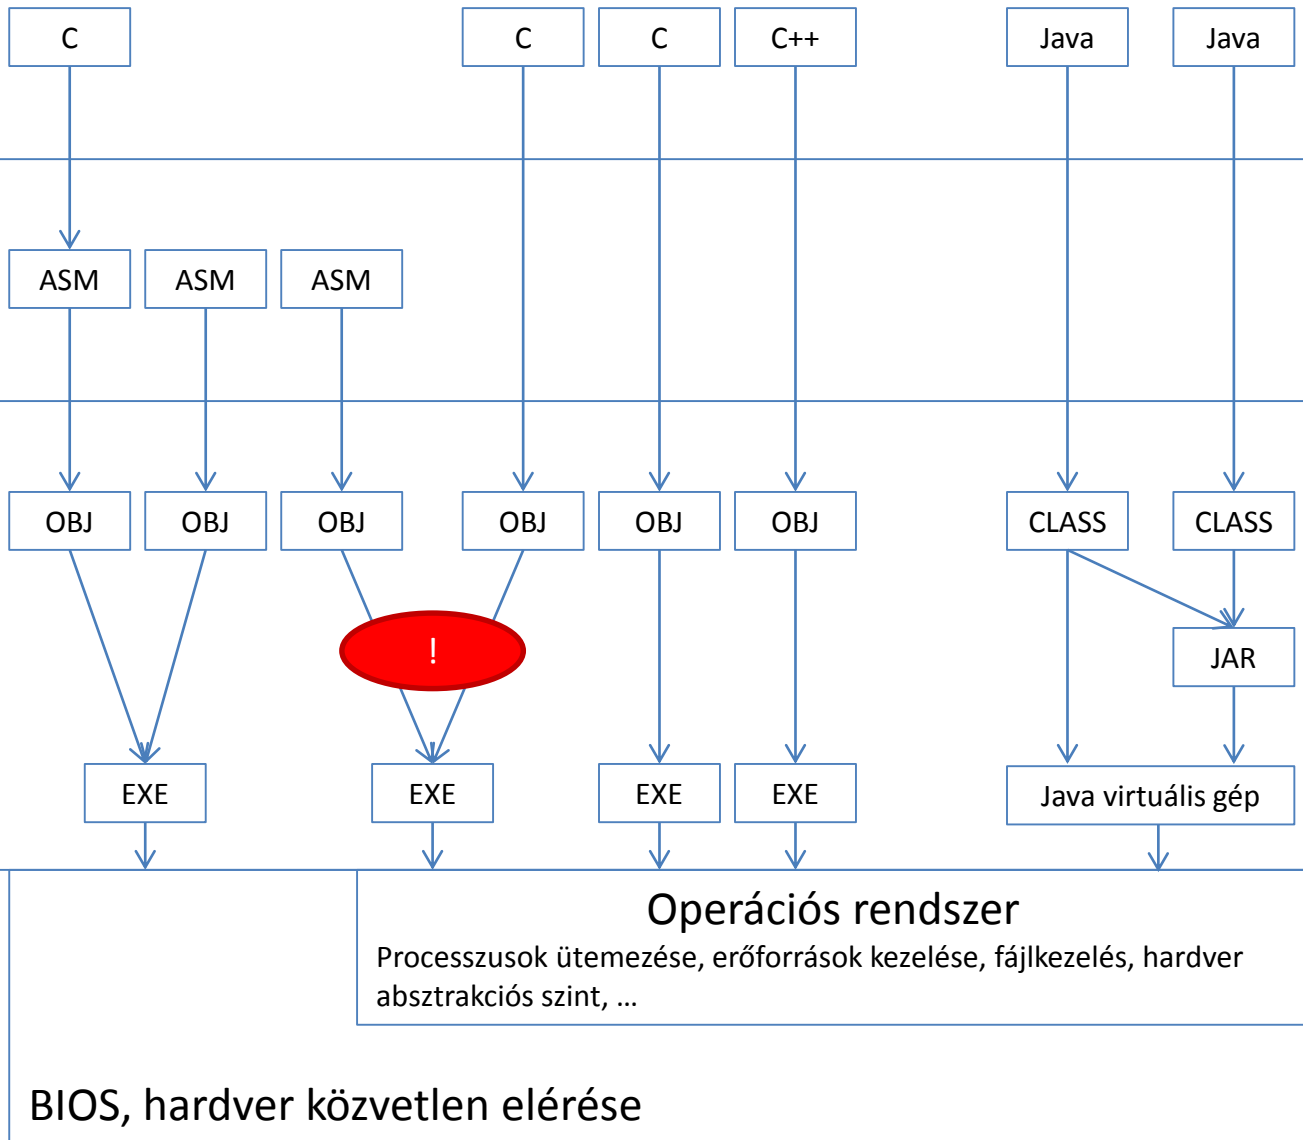 C
C
C
C++
Java
Java
ASM
ASM
ASM
OBJ
OBJ
OBJ
OBJ
OBJ
OBJ
CLASS
CLASS
!
JAR
EXE
EXE
EXE
EXE
Java virtuális gép
Operációs rendszer
Processzusok ütemezése, erőforrások kezelése, fájlkezelés, hardver
absztrakciós szint, …
BIOS, hardver közvetlen elérése